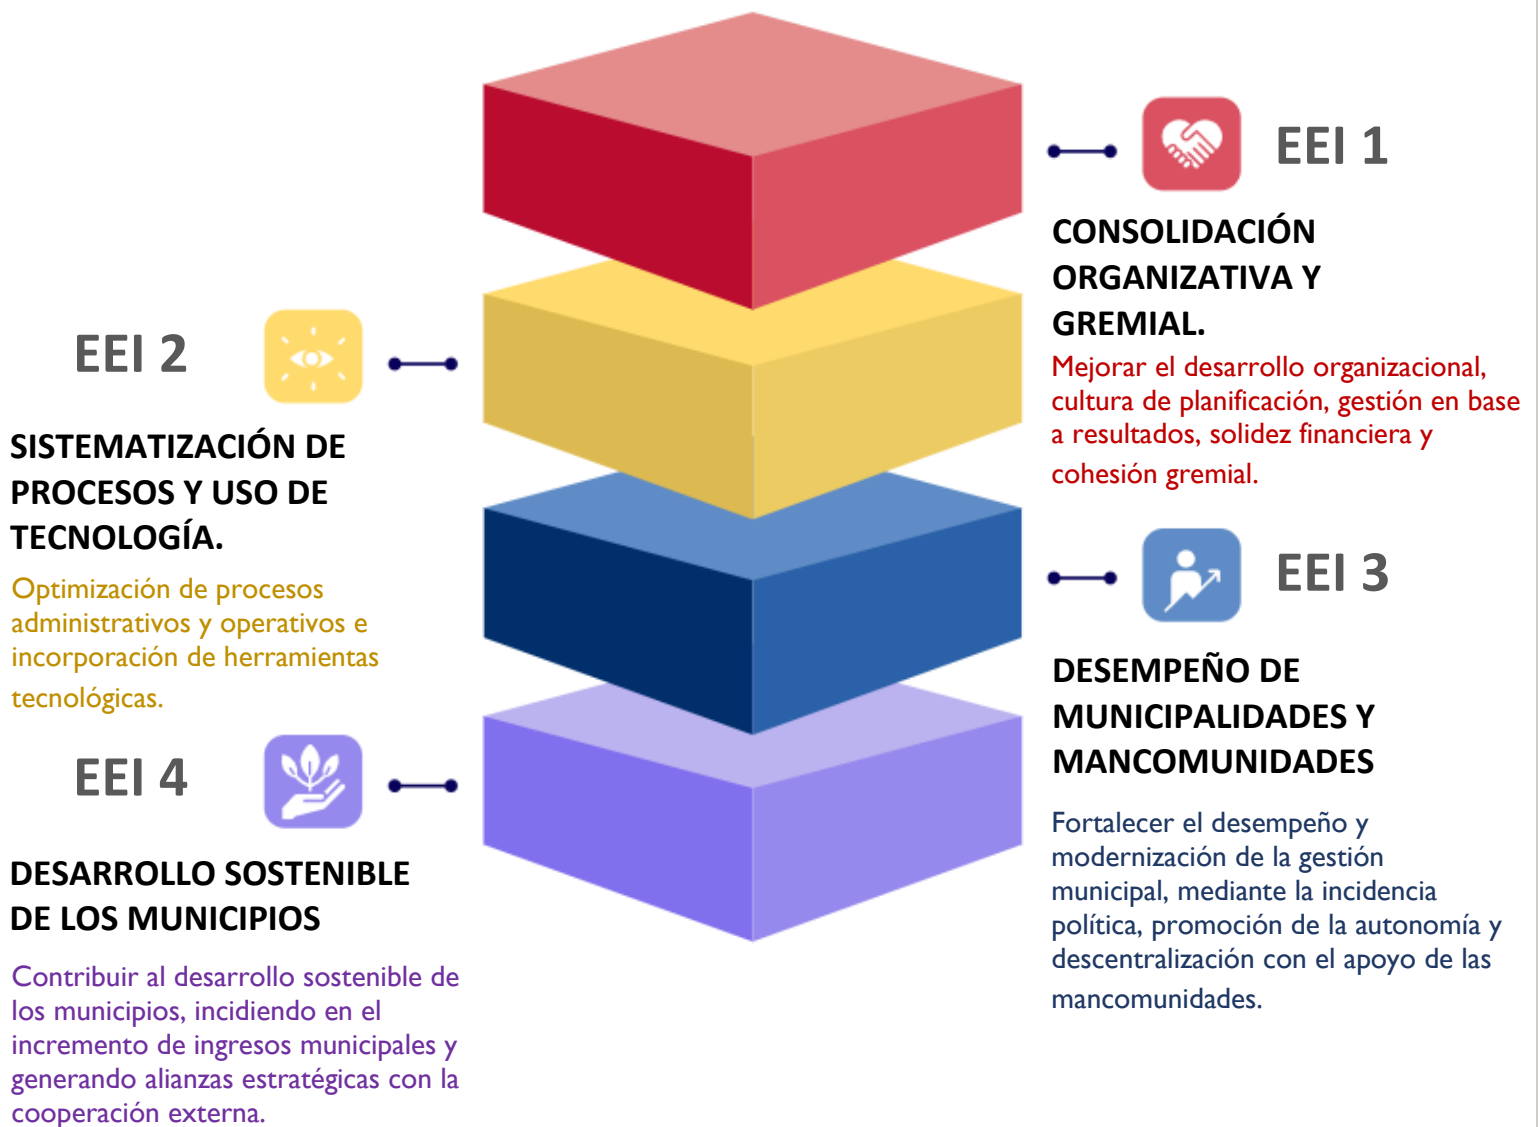 EEI 1
CONSOLIDACIÓN
ORGANIZATIVA Y
GREMIAL.
Mejorar el desarrollo organizacional,
cultura de planificación, gestión en base
a resultados, solidez financiera y
cohesión gremial.
EEI 2
SISTEMATIZACIÓN DE
PROCESOS Y USO DE
TECNOLOGÍA.
Optimización de procesos
administrativos y operativos e
incorporación de herramientas
tecnológicas.
EEI 3
DESEMPEÑO DE
MUNICIPALIDADES Y
MANCOMUNIDADES
Fortalecer el desempeño y
modernización de la gestión
municipal, mediante la incidencia
política, promoción de la autonomía y
descentralización con el apoyo de las
mancomunidades.
EEI 4
DESARROLLO SOSTENIBLE
DE LOS MUNICIPIOS
Contribuir al desarrollo sostenible de
los municipios, incidiendo en el
incremento de ingresos municipales y
generando alianzas estratégicas con la
cooperación externa.